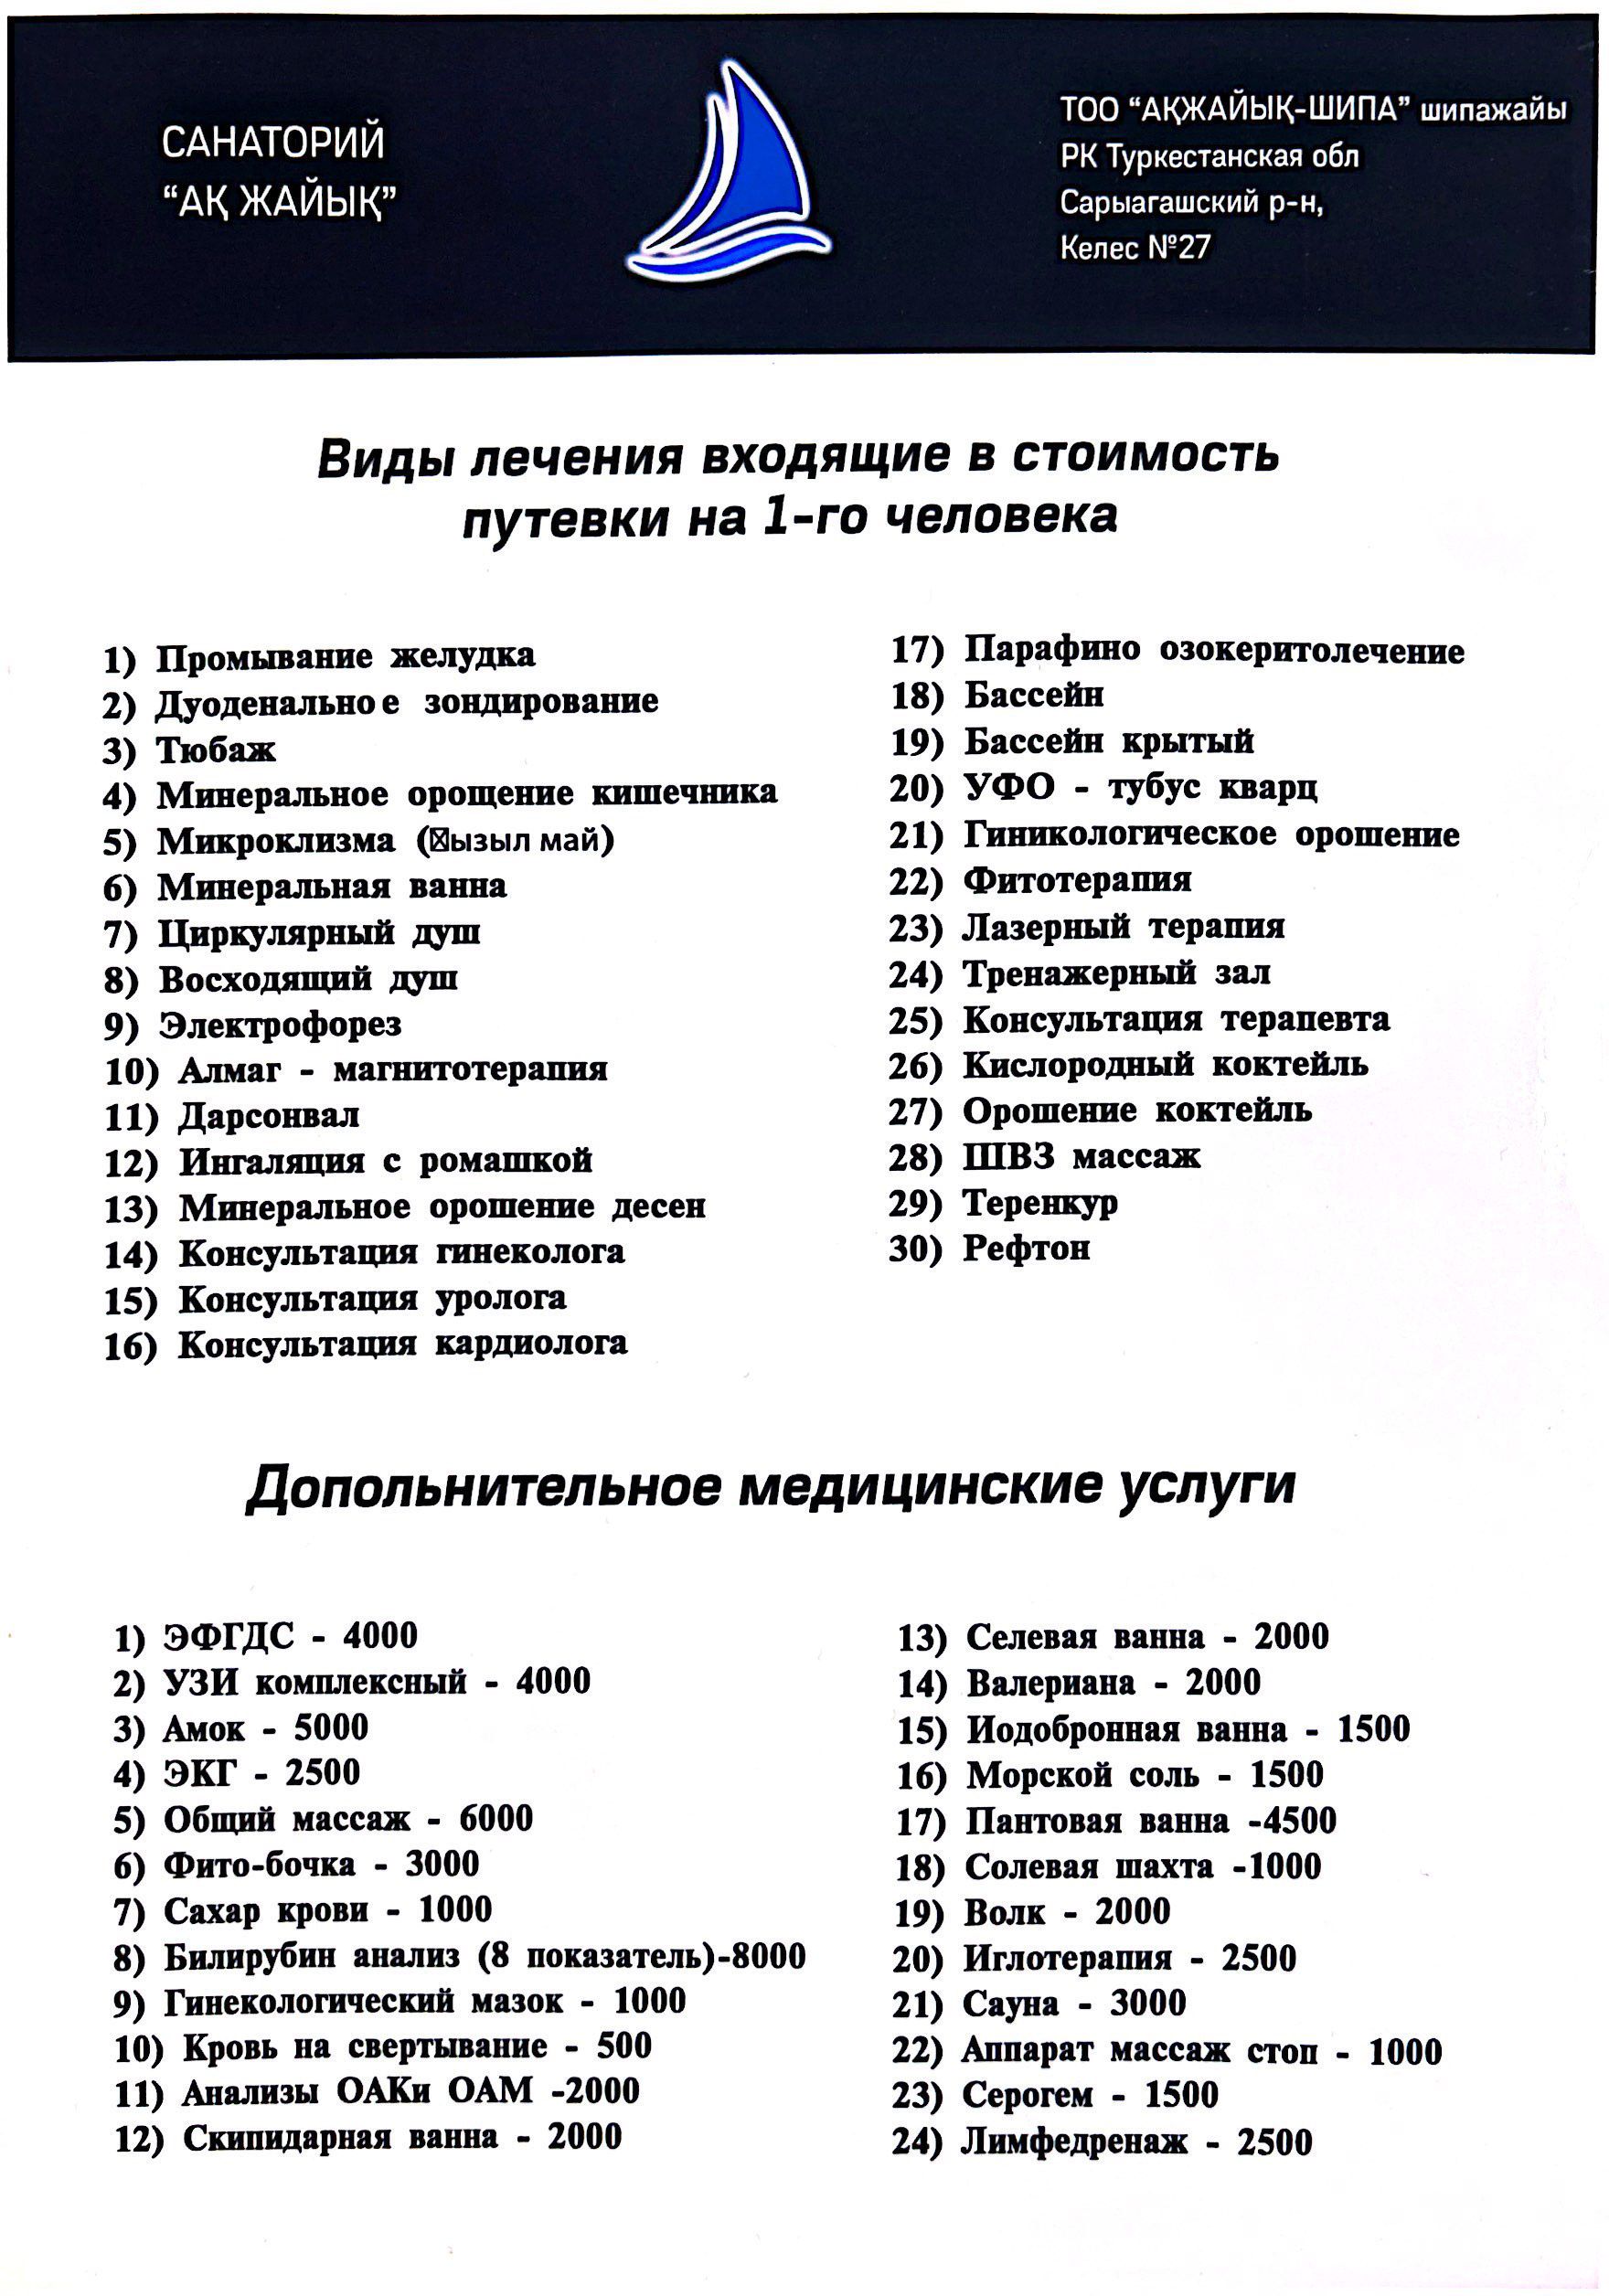 САНАТОРИЙ
“АҚ ЖАЙЫҚ”
ТОО “АҚЖАЙЫҚ-ШИПА” шипажайы
РК Туркестанская обл
Сарыагашский р-н,
Келес №27
Виды лечения входящие в стоимость
путевки на 1-го человека
1) Промывание желудка
2) Дуоденальное зондирование
3) Тюбаж
4) Минеральное орощение кишечника
5) Микроклизма (ызыл май)
6) Минеральная ванна
7) Циркулярный душ
8) Восходящий душ
9) Электрофорез
10) Алмаг - магнитотерапия
11) Дарсонвал
12) Ингаляция с ромашкой
13) Минеральное орошение десен
14) Консультация гинеколога
15) Консультация уролога
16) Консультация кардиолога
17) Парафино озокеритолечение
18) Бассейн
19) Бассейн крытый
20) УФО - тубус кварц
21) Гиникологическое орошение
22) Фитотерапия
23) Лазерный терапия
24) Тренажерный зал
25) Консультация терапевта
26) Кислородный коктейль
27) Орошение коктейль
28) ШВЗ массаж
29) Теренкур
30) Рефтон
Допольнительное медицинские услуги
1) ЭФГДС - 4000
2) УЗИ комплексный - 4000
3) Амок - 5000
4) ЭКГ - 2500
5) Общий массаж - 6000
6) Фито-бочка - 3000
7) Сахар крови - 1000
8) Билирубин анализ (8 показатель)-8000
9) Гинекологический мазок - 1000
10) Кровь на свертывание - 500
11) Анализы ОАКи ОАМ -2000
12) Скипидарная ванна - 2000
13) Селевая ванна - 2000
14) Валериана - 2000
15) Иодобронная ванна - 1500
16) Морской соль - 1500
17) Пантовая ванна -4500
18) Солевая шахта -1000
19) Волк - 2000
20) Иглотерапия - 2500
21) Сауна - 3000
22) Аппарат массаж стоп - 1000
23) Серогем - 1500
24) Лимфедренаж - 2500